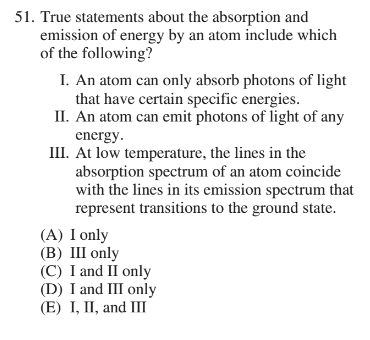 51. True statements about the absorption and
emission of energy by an atom include which
of the following?
I. An atom can only absorb photons of light
that have certain specific energies.
II. An atom can emit photons of light of any
energy.
III. At low temperature, the lines in the
absorption spectrum of an atom coincide
with the lines in its emission spectrum that
represent transitions to the ground state.
(A) I only
(B) III only
(C) I and II only
(D) I and III only
(E) I, II, and III